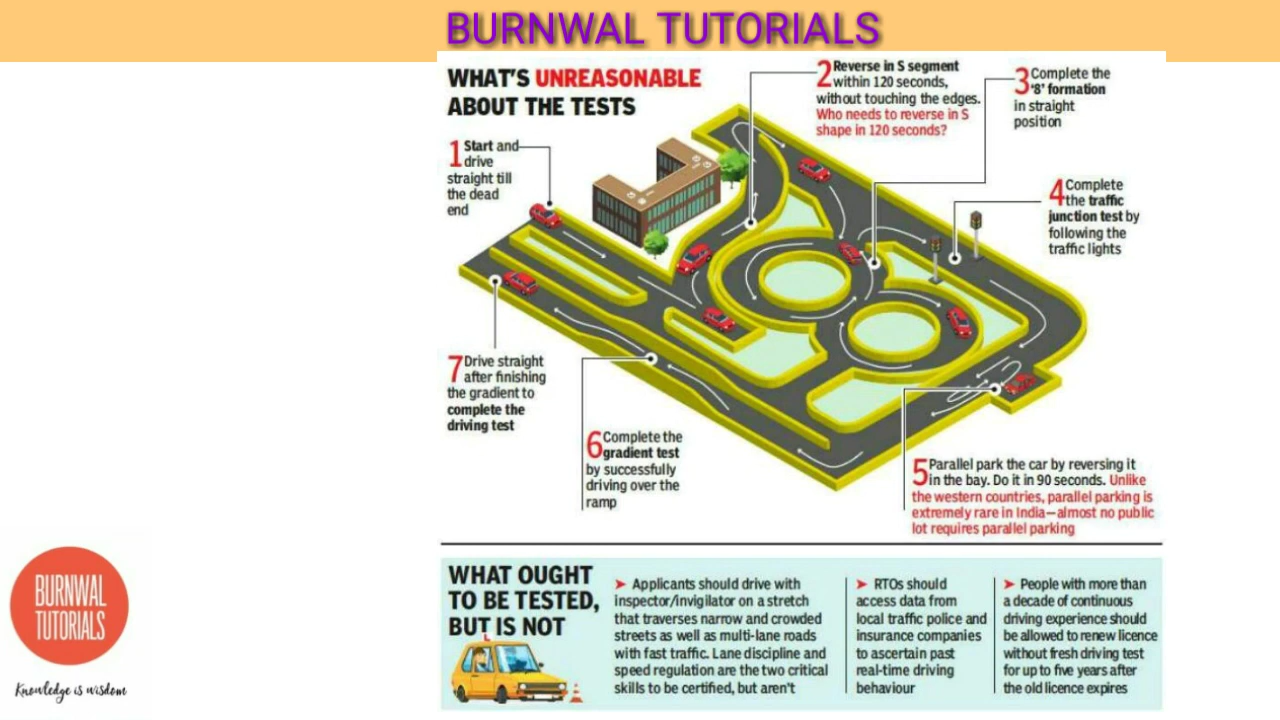 BURNWAL TUTORIALS
WHAT'S UNREASONABLE
ABOUT THE TESTS
1 Start and
drive
straight till
the dead
end
2 Reverse in S segment
within 120 seconds,
without touching the edges.
Who needs to reverse in S
shape in 120 seconds?
3 Complete the
‘8’ formation
in straight
position
4 Complete
the traffic
junction test by
following the
traffic lights
5 Parallel park the car by reversing it
in the bay. Do it in 90 seconds. Unlike
the western countries, parallel parking is
extremely rare in India—almost no public
lot requires parallel parking
6 Complete the
gradient test
by successfully
driving over the
ramp
7 Drive straight
after finishing
the gradient to
complete the
driving test
WHAT OUGHT
TO BE TESTED,
BUT IS NOT
L
➤ Applicants should drive with
inspector/invigilator on a stretch
that traverses narrow and crowded
streets as well as multi-lane roads
with fast traffic. Lane discipline and
speed regulation are the two critical
skills to be certified, but aren't
➤ RTOs should
access data from
local traffic police and
insurance companies
to ascertain past
real-time driving
behaviour
➤ People with more than
a decade of continuous
driving experience should
be allowed to renew licence
without fresh driving test
for up to five years after
the old licence expires
BURNWAL
TUTORIALS
Knowledge is wisdom